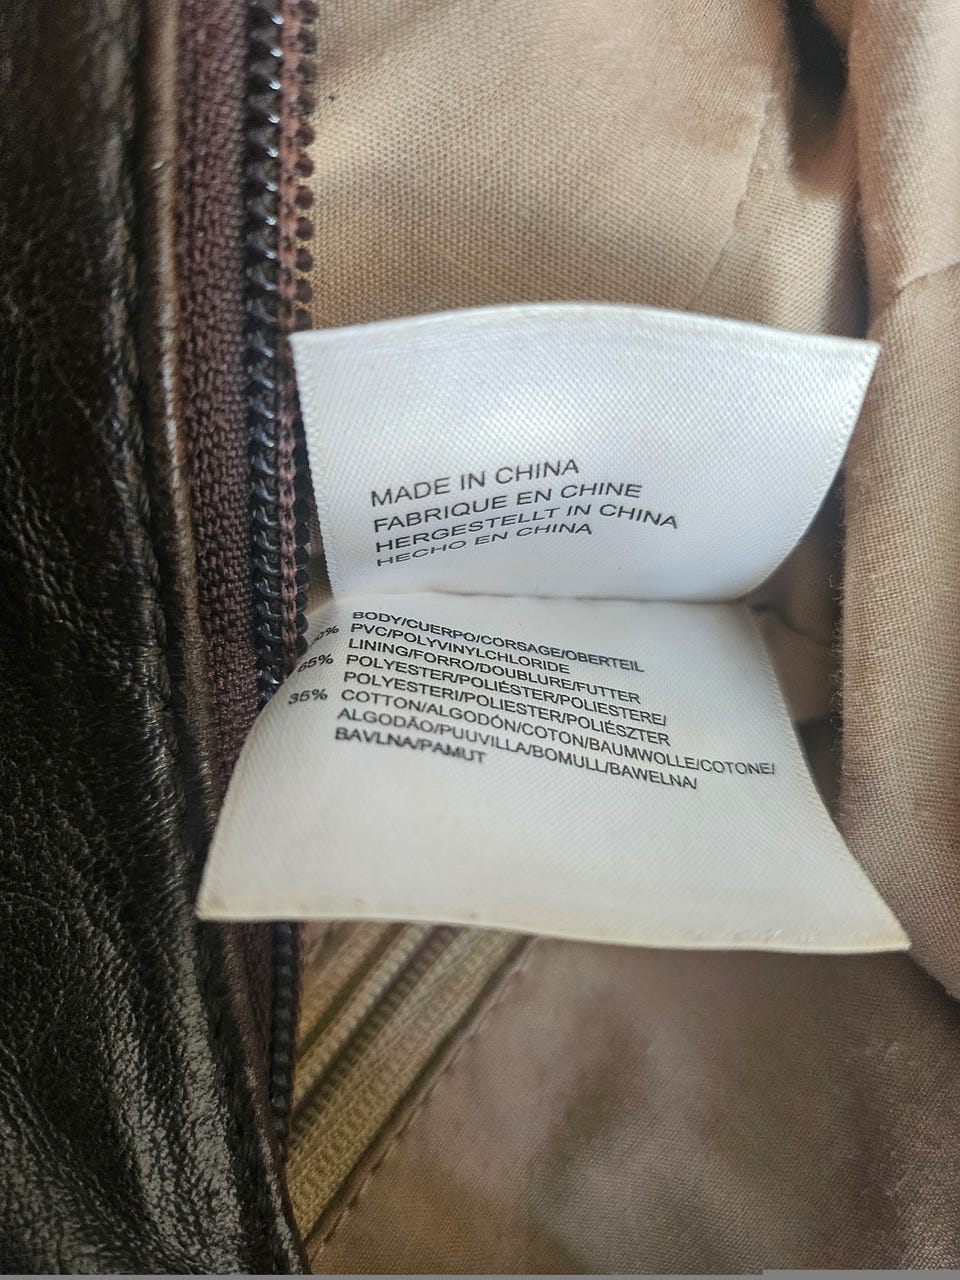 MADE IN CHINA
FABRIQUE EN CHINE
HERGESTELLT IN CHINA
HECHO EN CHINA
BODY/CUERPO/CORSAGE/OBERTEIL
PVC/POLYVINYLCHLORIDE
LINING/FORRO/DOUBLURE/FUTTER
65% POLYESTER/POLIÉSTER/POLIESTERE/
POLYESTERI/POLIESTER/POLIÉSZTER
35% COTTON/ALGODÓN/COTON/BAUMWOLLE/COTONE/
ALGODÃO/PUUVILLA/BOMULL/BAWELNA/
BAVLNA/PAMUT